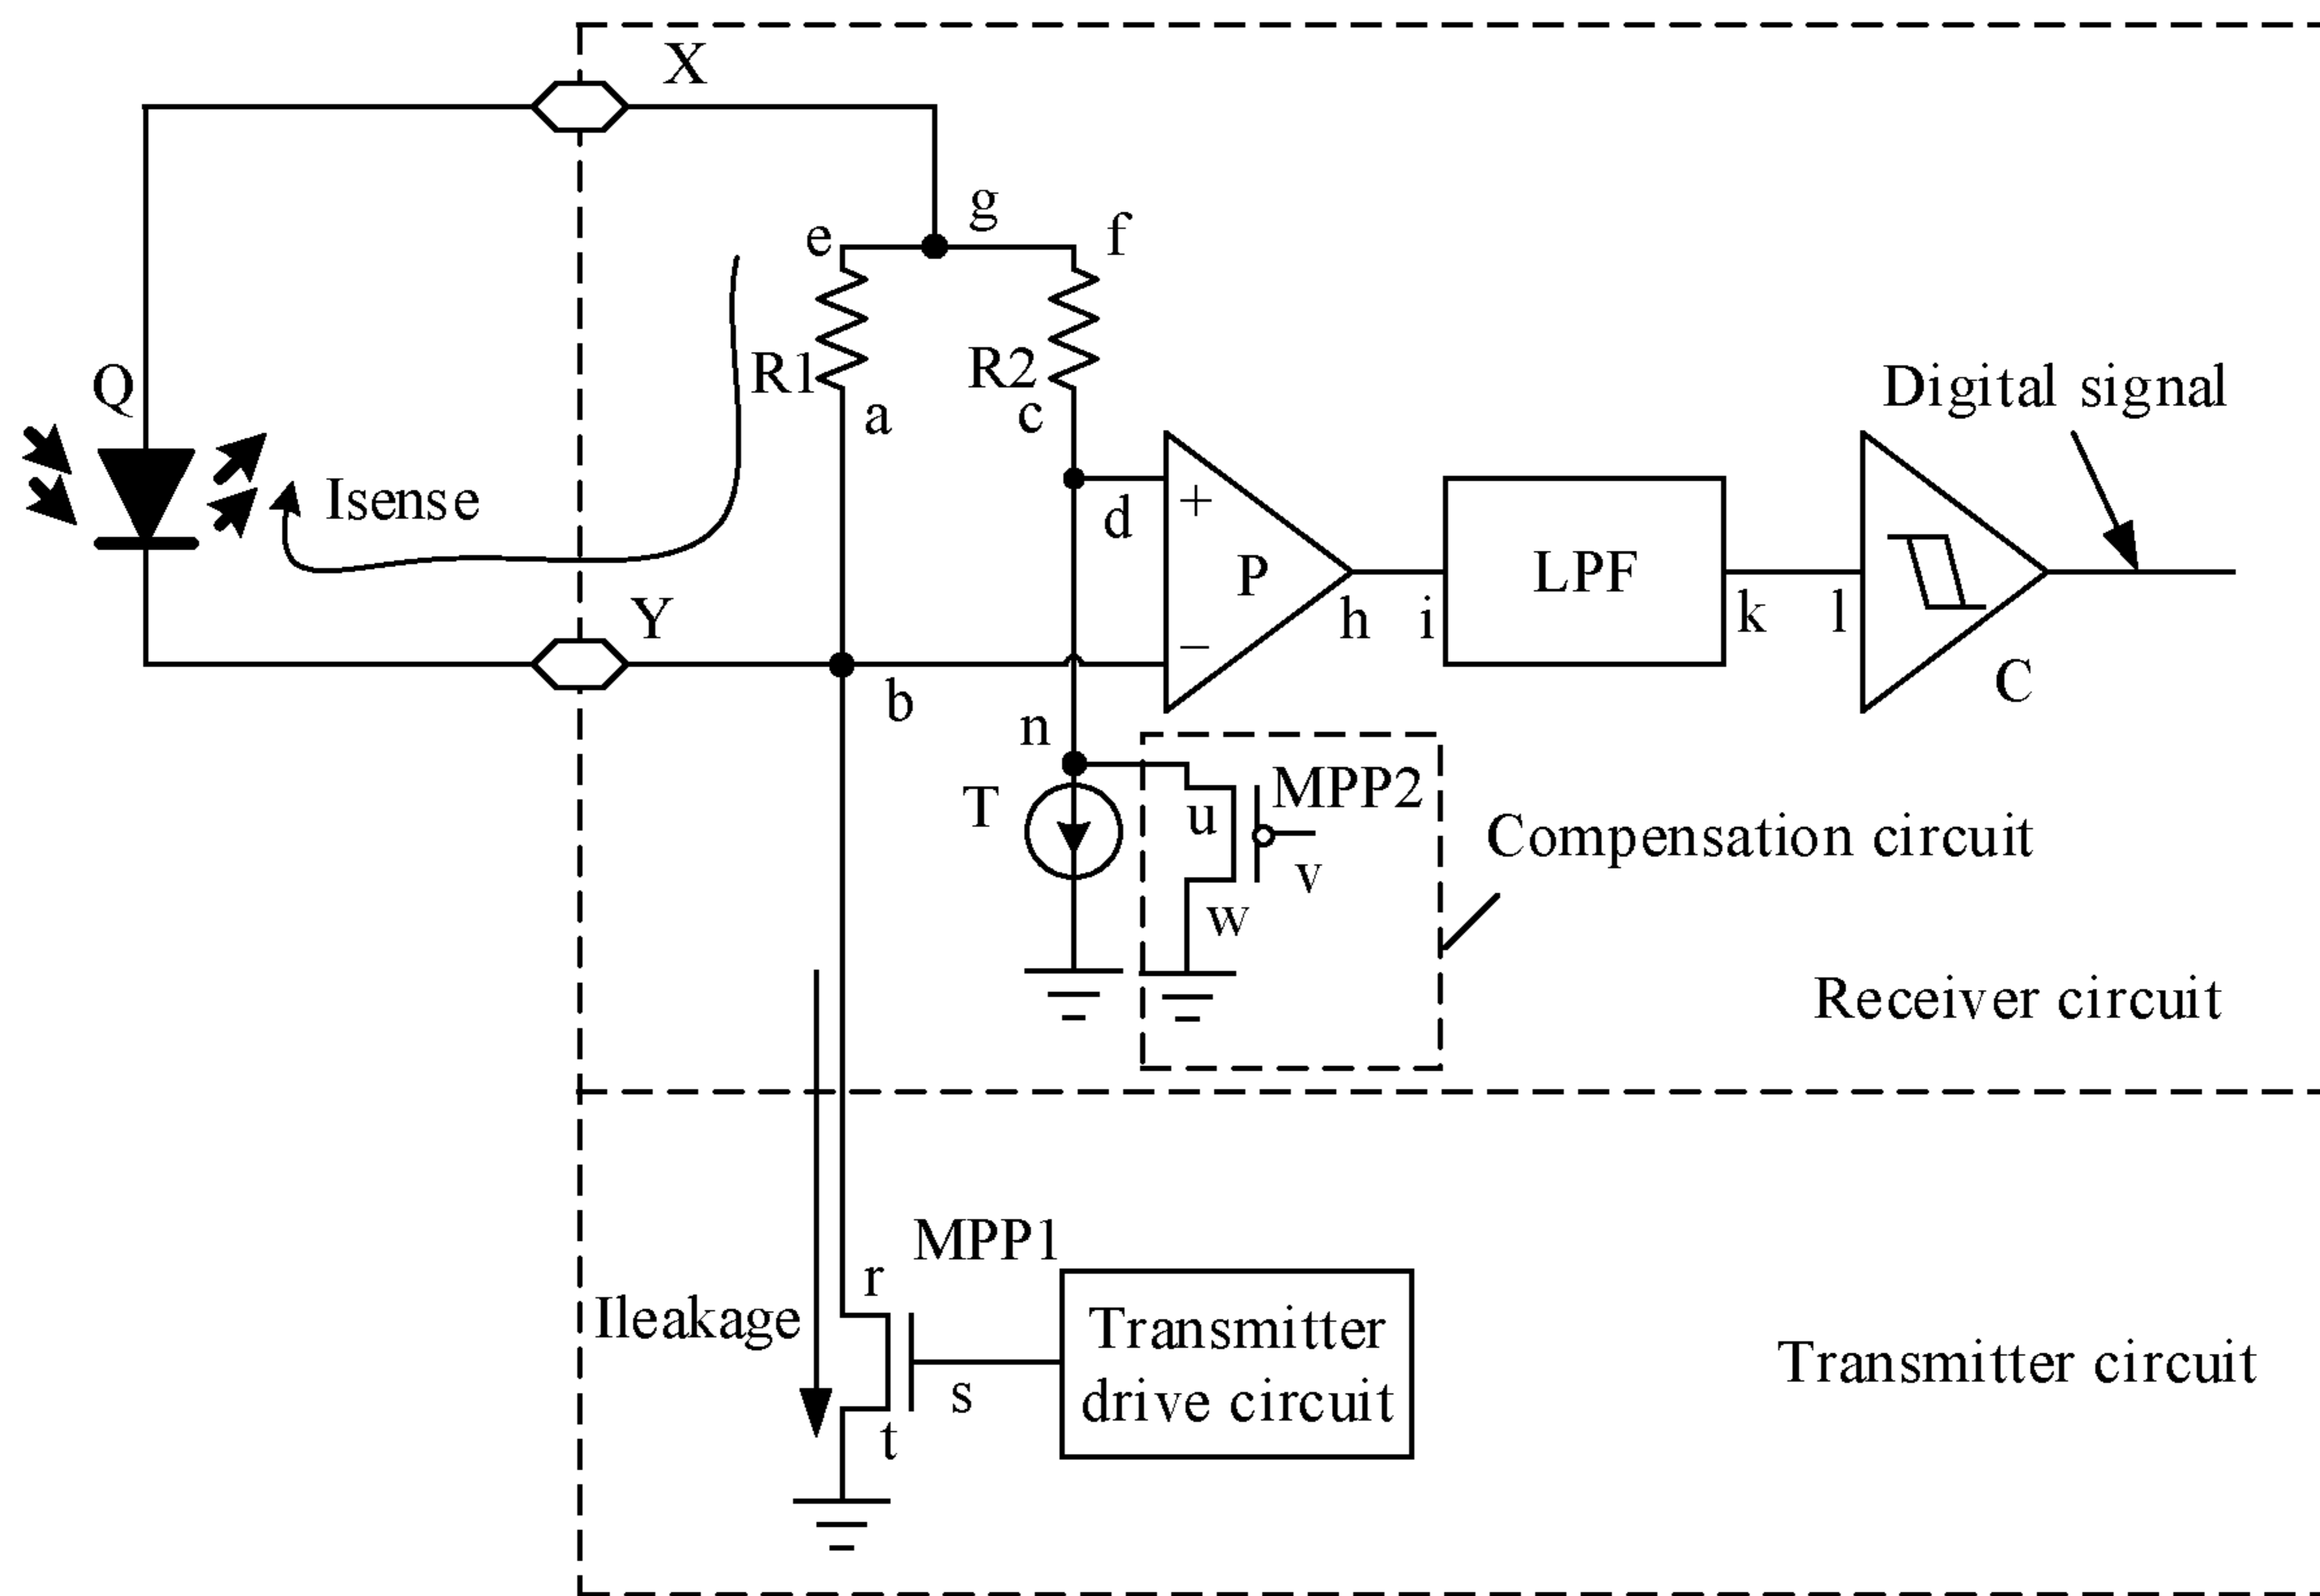 X
g
e
f
R1
R2
Q
a
c
Digital signal
Isense
d
+
P
LPF
h
i
k
l
Y
−
C
b
n
T
u
MPP2
v
w
Compensation circuit
Receiver circuit
MPP1
r
Ileakage
s
t
Transmitter
drive circuit
Transmitter circuit